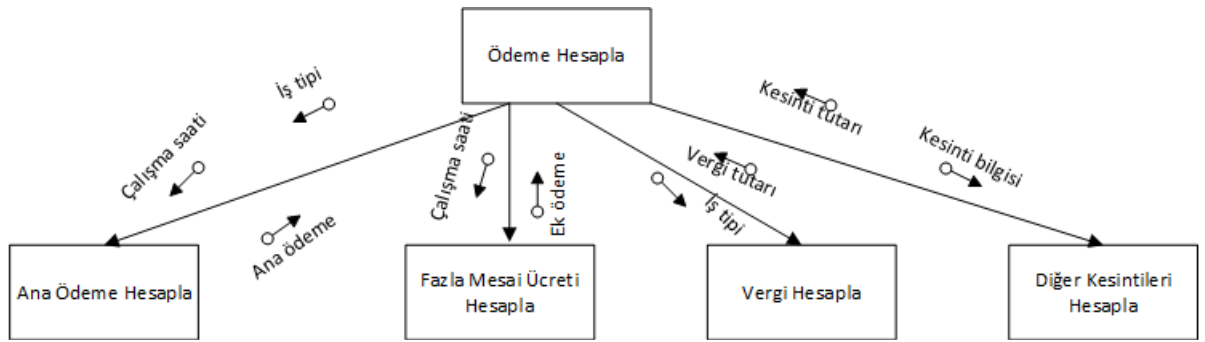 Ödeme Hesapla
İş tipi
Çalışma saati
Ana ödeme
Çalışma saati
Ek ödeme
Vergi tutarı
İş tipi
Kesinti tutarı
Kesinti bilgisi
Ana Ödeme Hesapla
Fazla Mesai Ücreti
Hesapla
Vergi Hesapla
Diğer Kesintileri
Hesapla